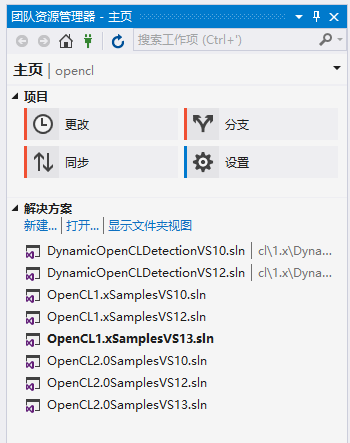 团队资源管理器 - 主页
搜索工作项 (Ctrl+')
主页 | opencl
项目
更改
分支
同步
设置
解决方案
新建... | 打开... | 显示文件夹视图
DynamicOpenCLDetectionVS10.sln | cl\1.x\Dyna...
DynamicOpenCLDetectionVS12.sln | cl\1.x\Dyna...
OpenCL1.xSamplesVS10.sln
OpenCL1.xSamplesVS12.sln
OpenCL1.xSamplesVS13.sln
OpenCL2.0SamplesVS10.sln
OpenCL2.0SamplesVS12.sln
OpenCL2.0SamplesVS13.sln